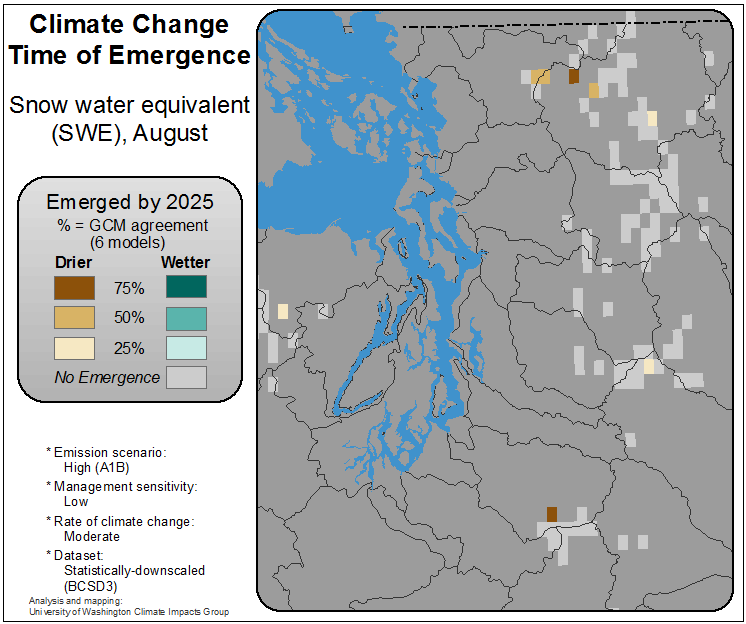 Climate Change
Time of Emergence
Snow water equivalent
(SWE), August
Emerged by 2025
% = GCM agreement
(6 models)
Drier Wetter
75%
50%
25%
No Emergence
* Emission scenario:
High (A1B)
* Management sensitivity:
Low
* Rate of climate change:
Moderate
* Dataset:
Statistically-downscaled
(BCSD3)
Analysis and mapping:
University of Washington Climate Impacts Group